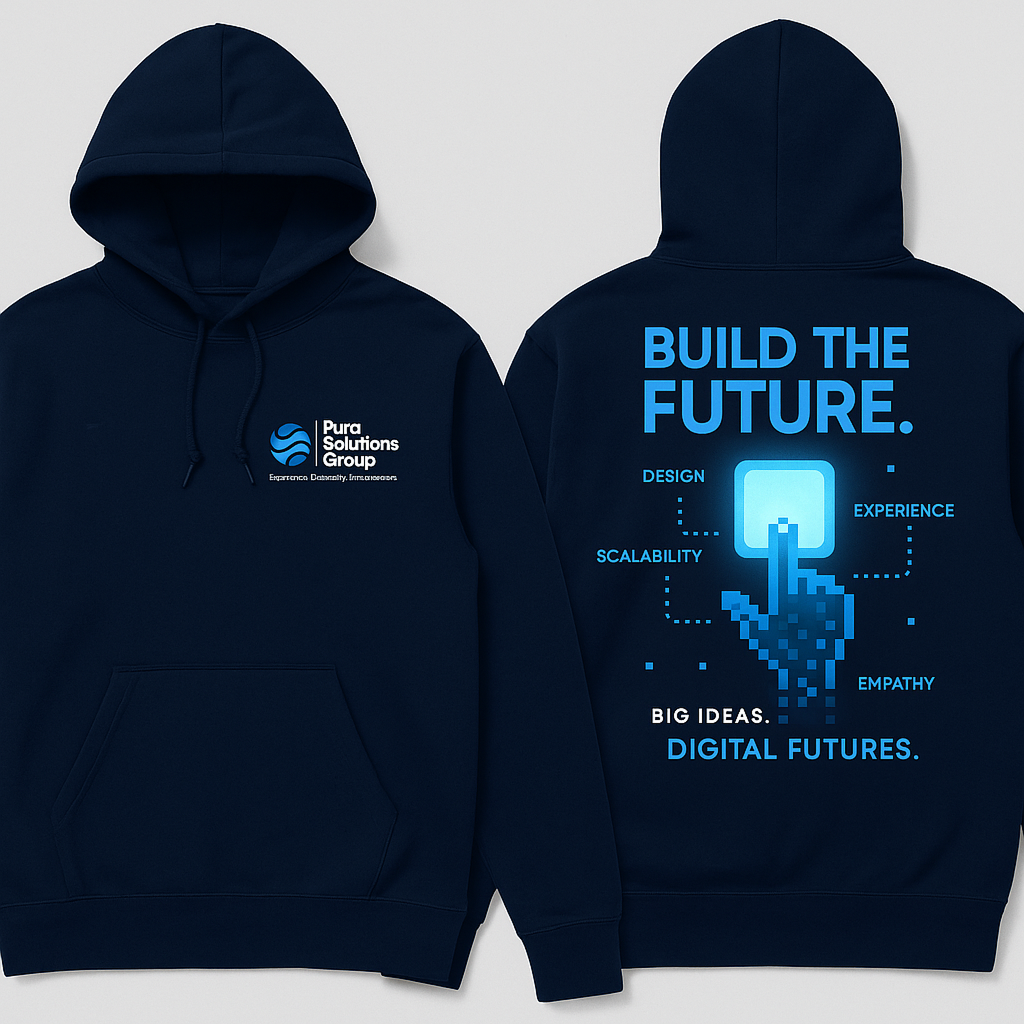 Pura
Solutions
Group
BUILD THE
FUTURE.
DESIGN
EXPERIENCE
SCALABILITY
EMPATHY
BIG IDEAS.
DIGITAL FUTURES.